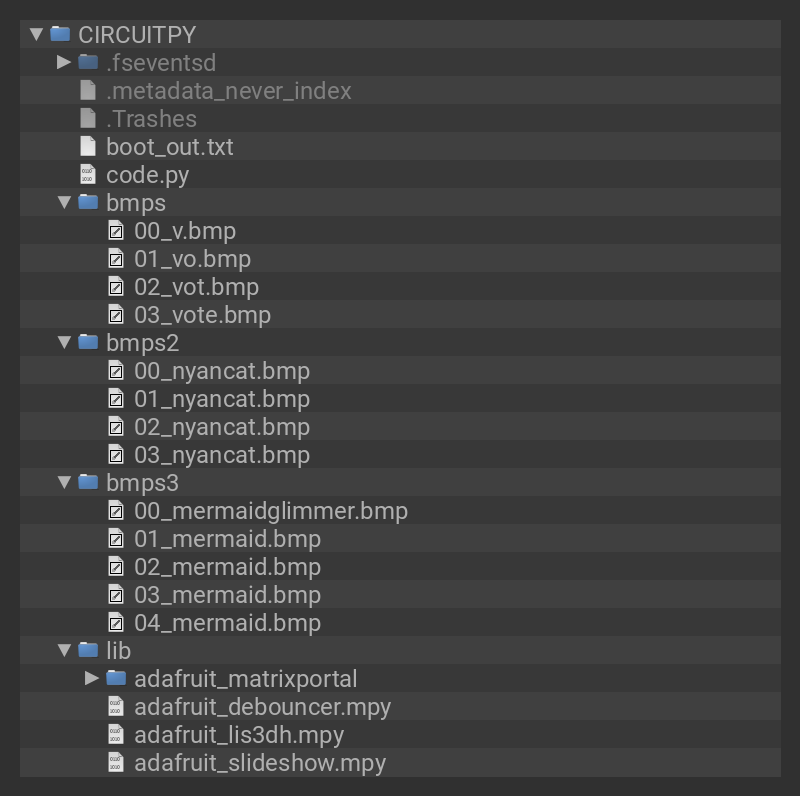 CIRCUITPY
.fseventsd
.metadata_never_index
.Trashes
boot_out.txt
code.py
bmps
00_v.bmp
01_vo.bmp
02_vot.bmp
03_vote.bmp
bmps2
00_nyancat.bmp
01_nyancat.bmp
02_nyancat.bmp
03_nyancat.bmp
bmps3
00_mermaidglimmer.bmp
01_mermaid.bmp
02_mermaid.bmp
03_mermaid.bmp
04_mermaid.bmp
lib
adafruit_matrixportal
adafruit_debouncer.mpy
adafruit_lis3dh.mpy
adafruit_slideshow.mpy